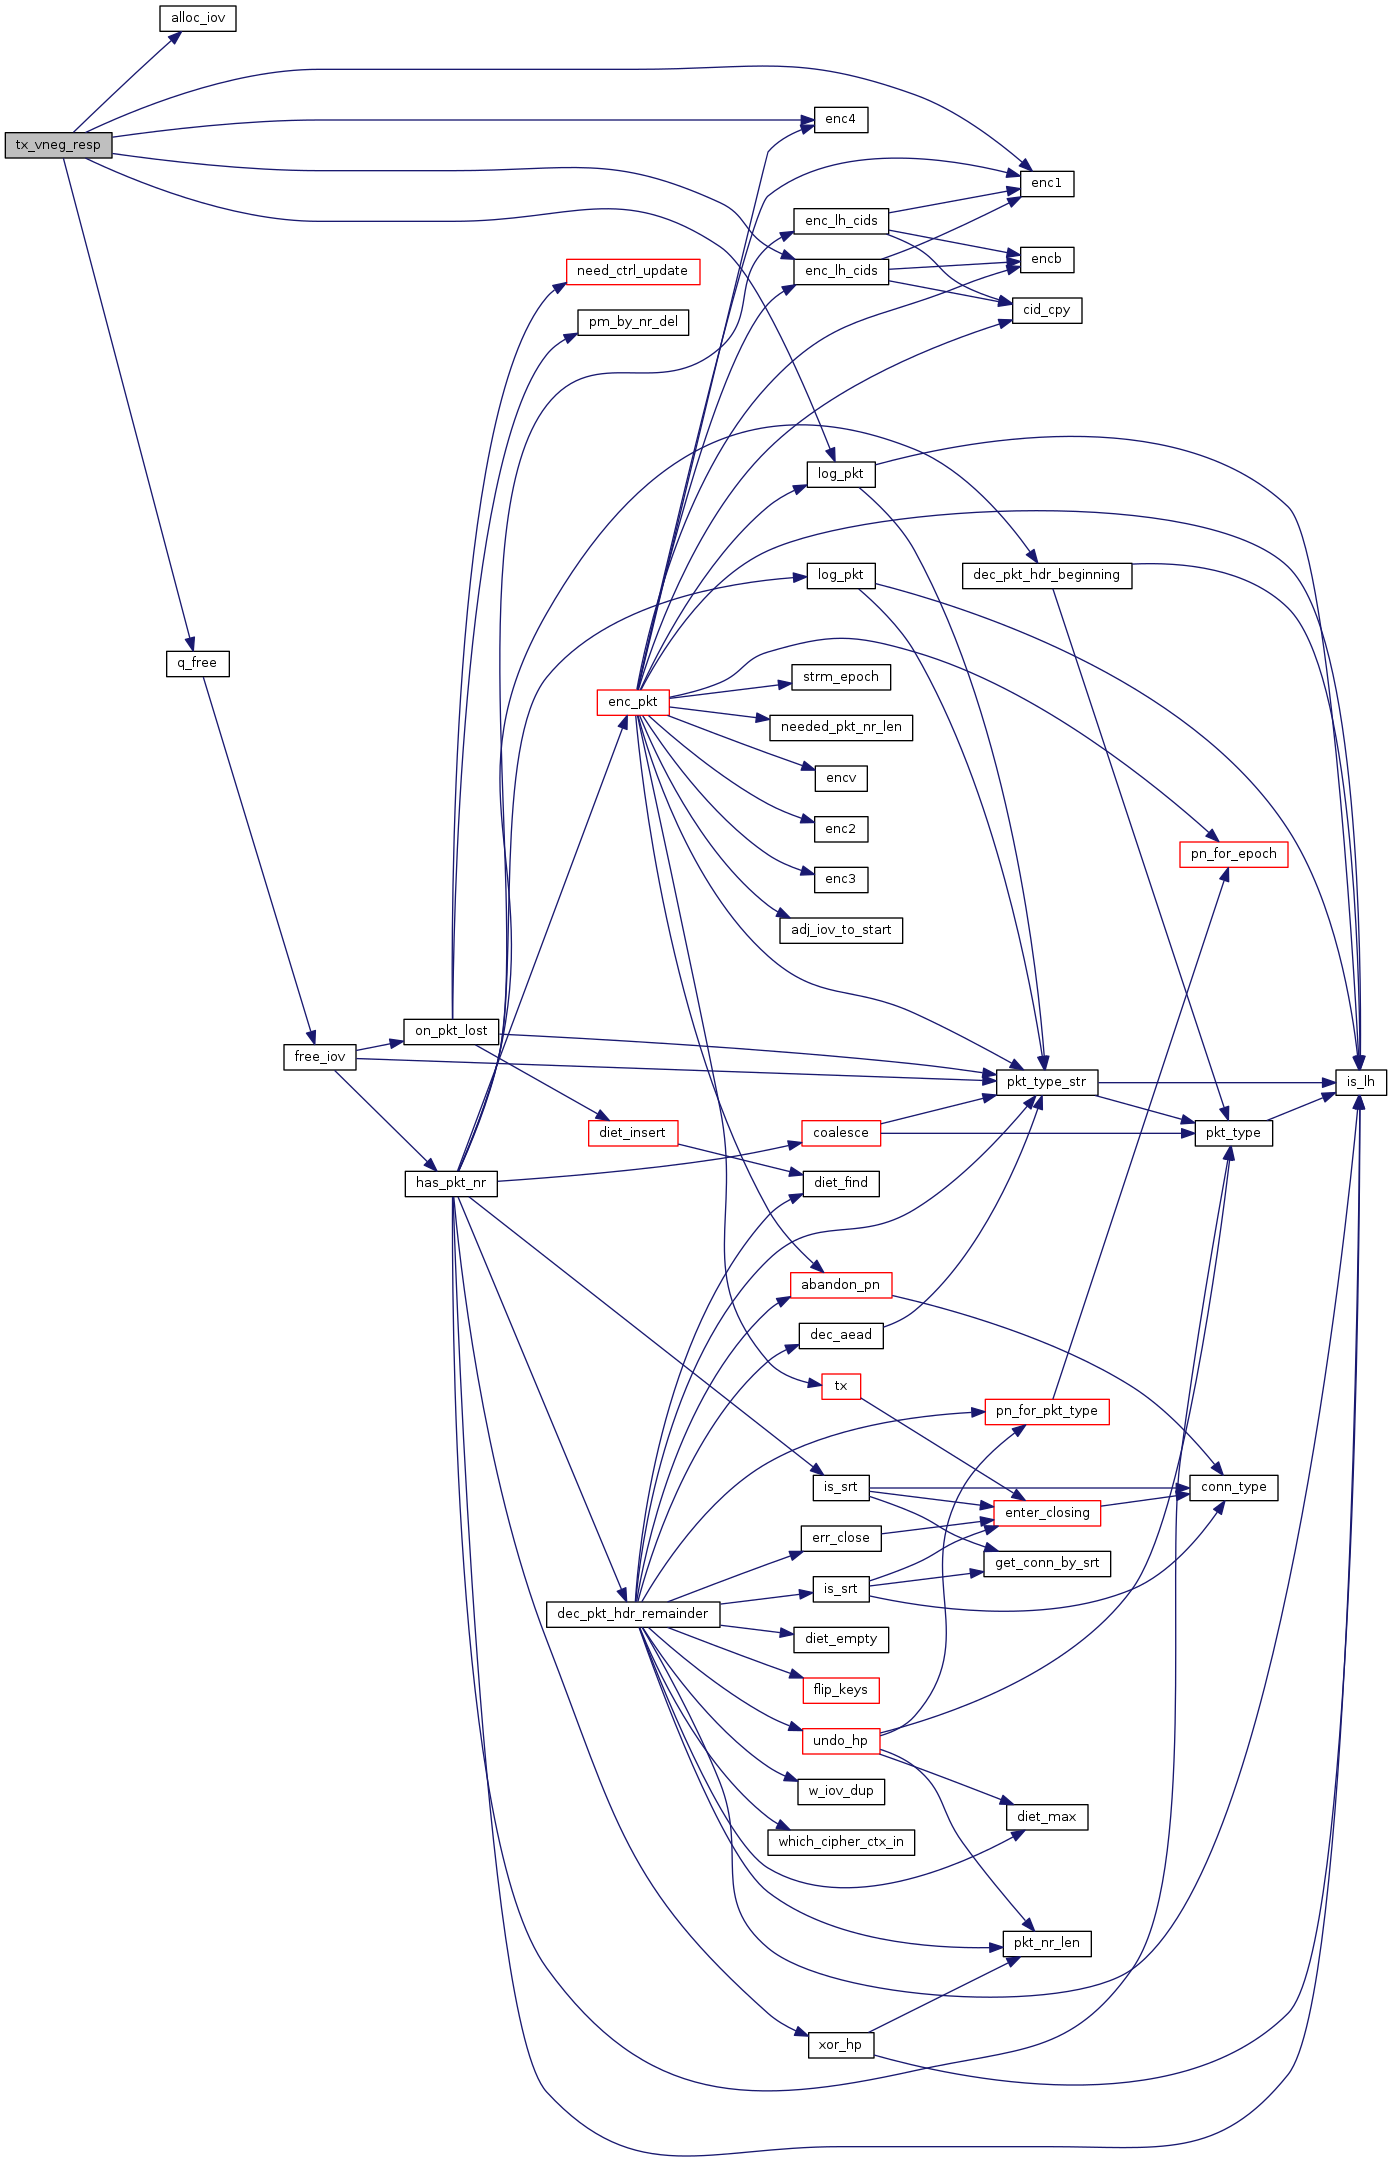 alloc_iov
tx_vneg_resp
enc4
enc1
enc_lh_cids
encb
enc_lh_cids
need_ctrl_update
cid_cpy
pm_by_nr_del
log_pkt
log_pkt
dec_pkt_hdr_beginning
q_free
strm_epoch
enc_pkt
needed_pkt_nr_len
encv
enc2
pn_for_epoch
enc3
adj_iov_to_start
on_pkt_lost
free_iov
pkt_type_str
is_lh
diet_insert
coalesce
pkt_type
has_pkt_nr
diet_find
abandon_pn
dec_aead
tx
pn_for_pkt_type
is_srt
conn_type
enter_closing
err_close
get_conn_by_srt
is_srt
dec_pkt_hdr_remainder
diet_empty
flip_keys
undo_hp
w_iov_dup
diet_max
which_cipher_ctx_in
pkt_nr_len
xor_hp